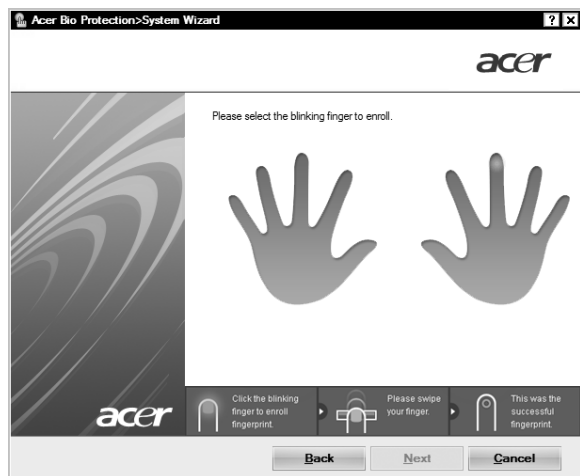 Acer Bio Protection>System Wizard
acer
Please select the blinking finger to enroll.
acer
Click the blinking
finger to enroll
fingerprint.
Please swipe
your finger.
This was the
successful
fingerprint.
Back
Next
Cancel